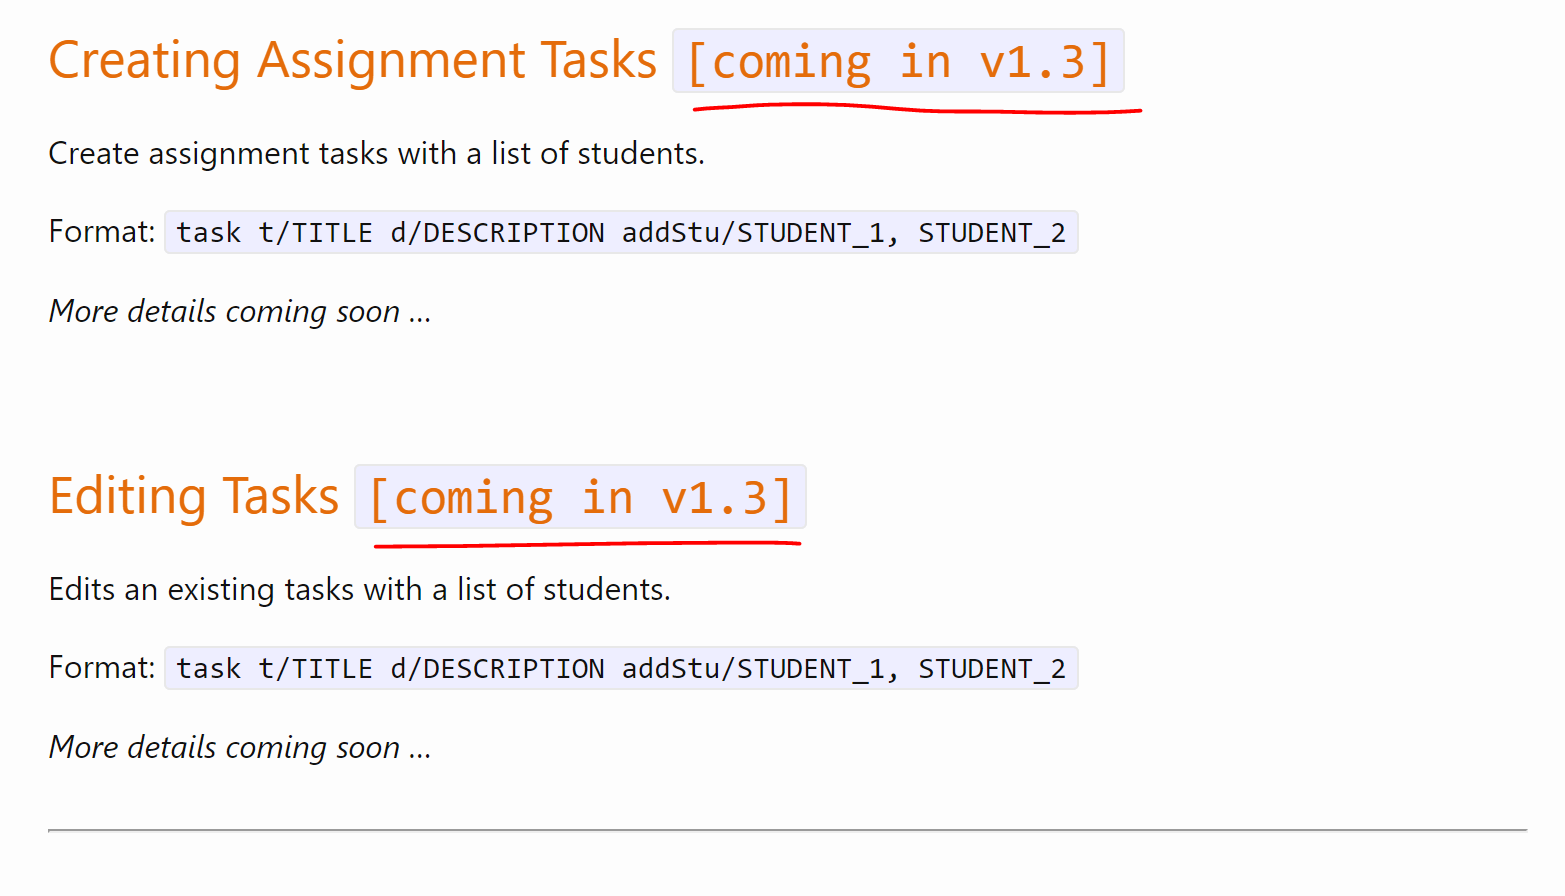 Creating Assignment Tasks [coming in v1.3]
Create assignment tasks with a list of students.
Format: task t/TITLE d/DESCRIPTION addStu/STUDENT_1, STUDENT_2
More details coming soon ...
Editing Tasks [coming in v1.3]
Edits an existing tasks with a list of students.
Format: task t/TITLE d/DESCRIPTION addStu/STUDENT_1, STUDENT_2
More details coming soon ...